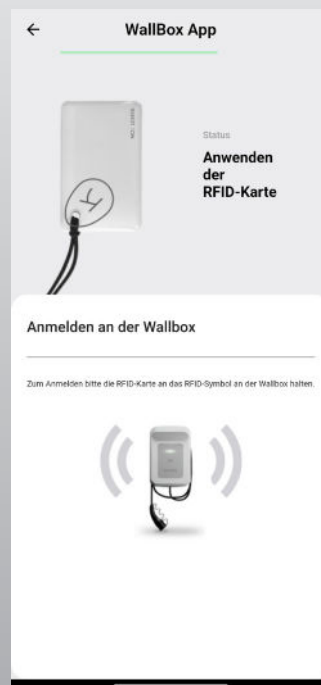 WallBox App
Status
Anwenden
der
RFID-Karte
Anmelden an der Wallbox
Zum Anmelden bitte die RFID-Karte an das RFID-Symbol an der Wallbox halten.